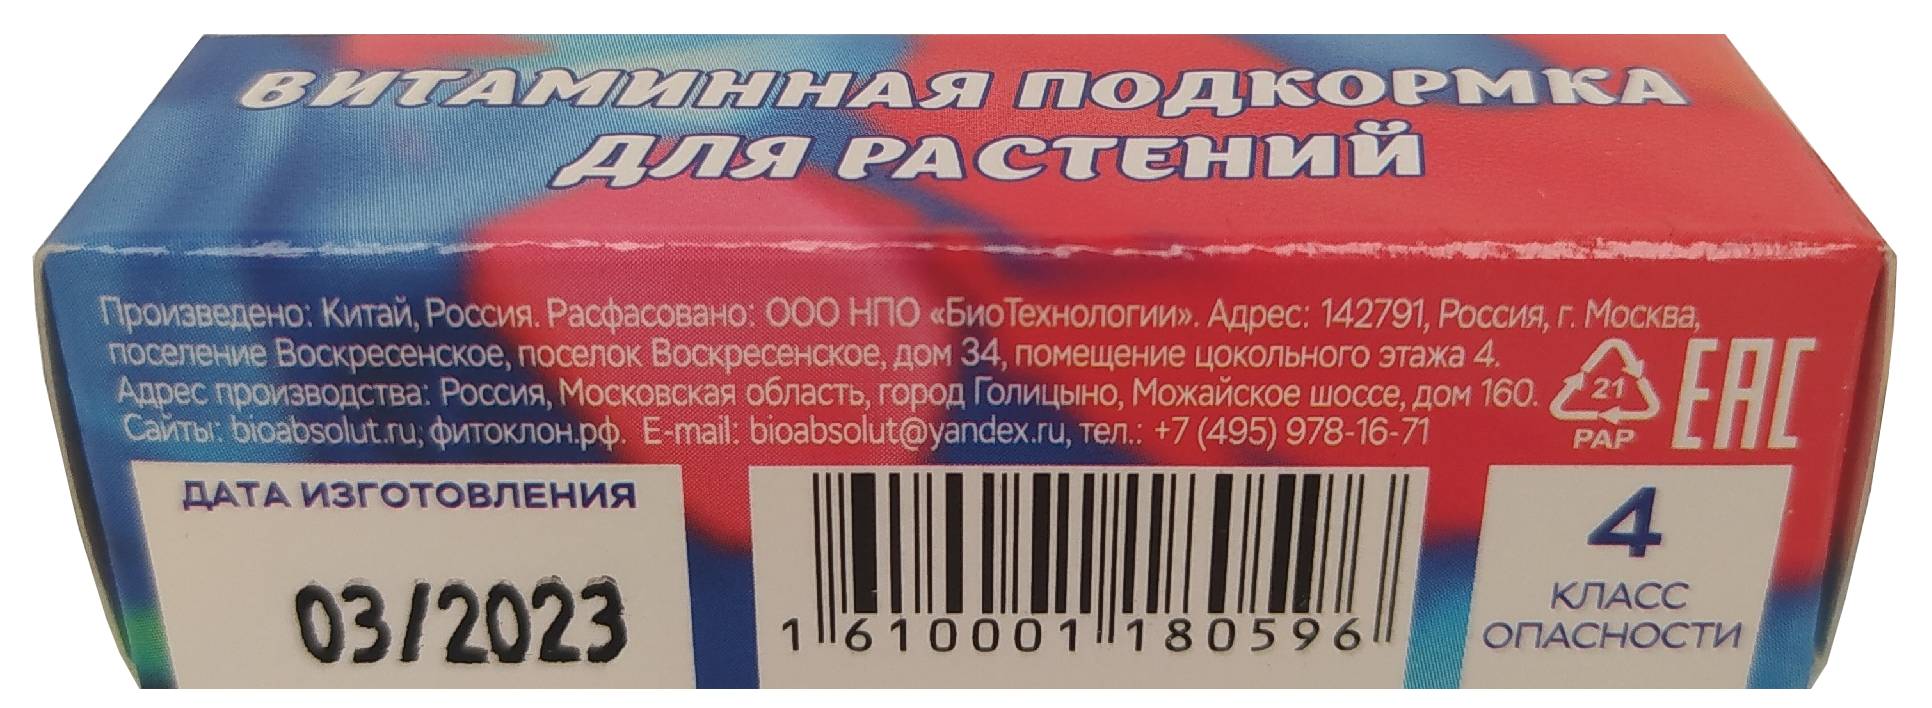 ВИТАМИННАЯ ПОДКОРМКА
ДЛЯ РАСТЕНИЙ
Произведено: Китай, Россия. Расфасовано: ООО НПО «БиоТехнологии». Адрес: 142791, Россия, г. Москва,
поселение Воскресенское, поселок Воскресенское, дом 34, помещение цокольного этажа 4.
Адрес производства: Россия, Московская область, город Голицыно, Можайское шоссе, дом 160.
Сайты: bioabsolut.ru; фитоклон.рф. E-mail: bioabsolut@yandex.ru, тел.: +7 (495) 978-16-71
21
PAP
EAC
ДАТА ИЗГОТОВЛЕНИЯ
03/2023
1 610001 180596
4
КЛАСС
ОПАСНОСТИ